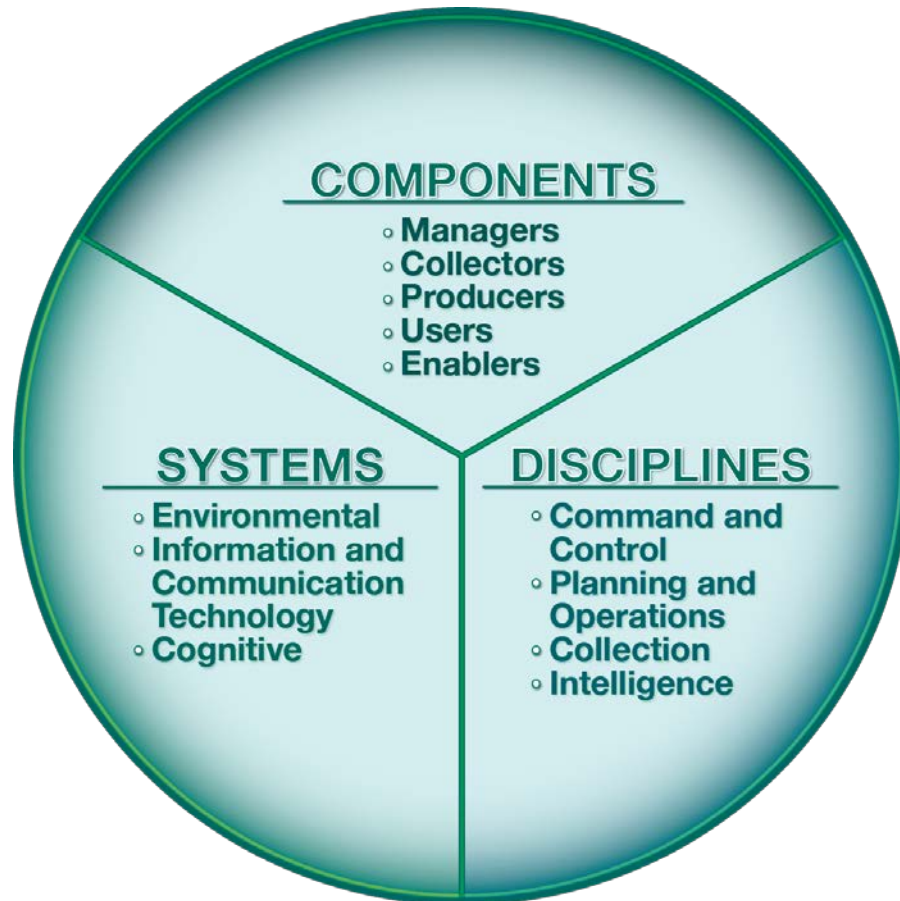 COMPONENTS
Managers
Collectors
Producers
Users
Enablers
SYSTEMS
Environmental
Information and
Communication
Technology
Cognitive
DISCIPLINES
Command and
Control
Planning and
Operations
Collection
Intelligence